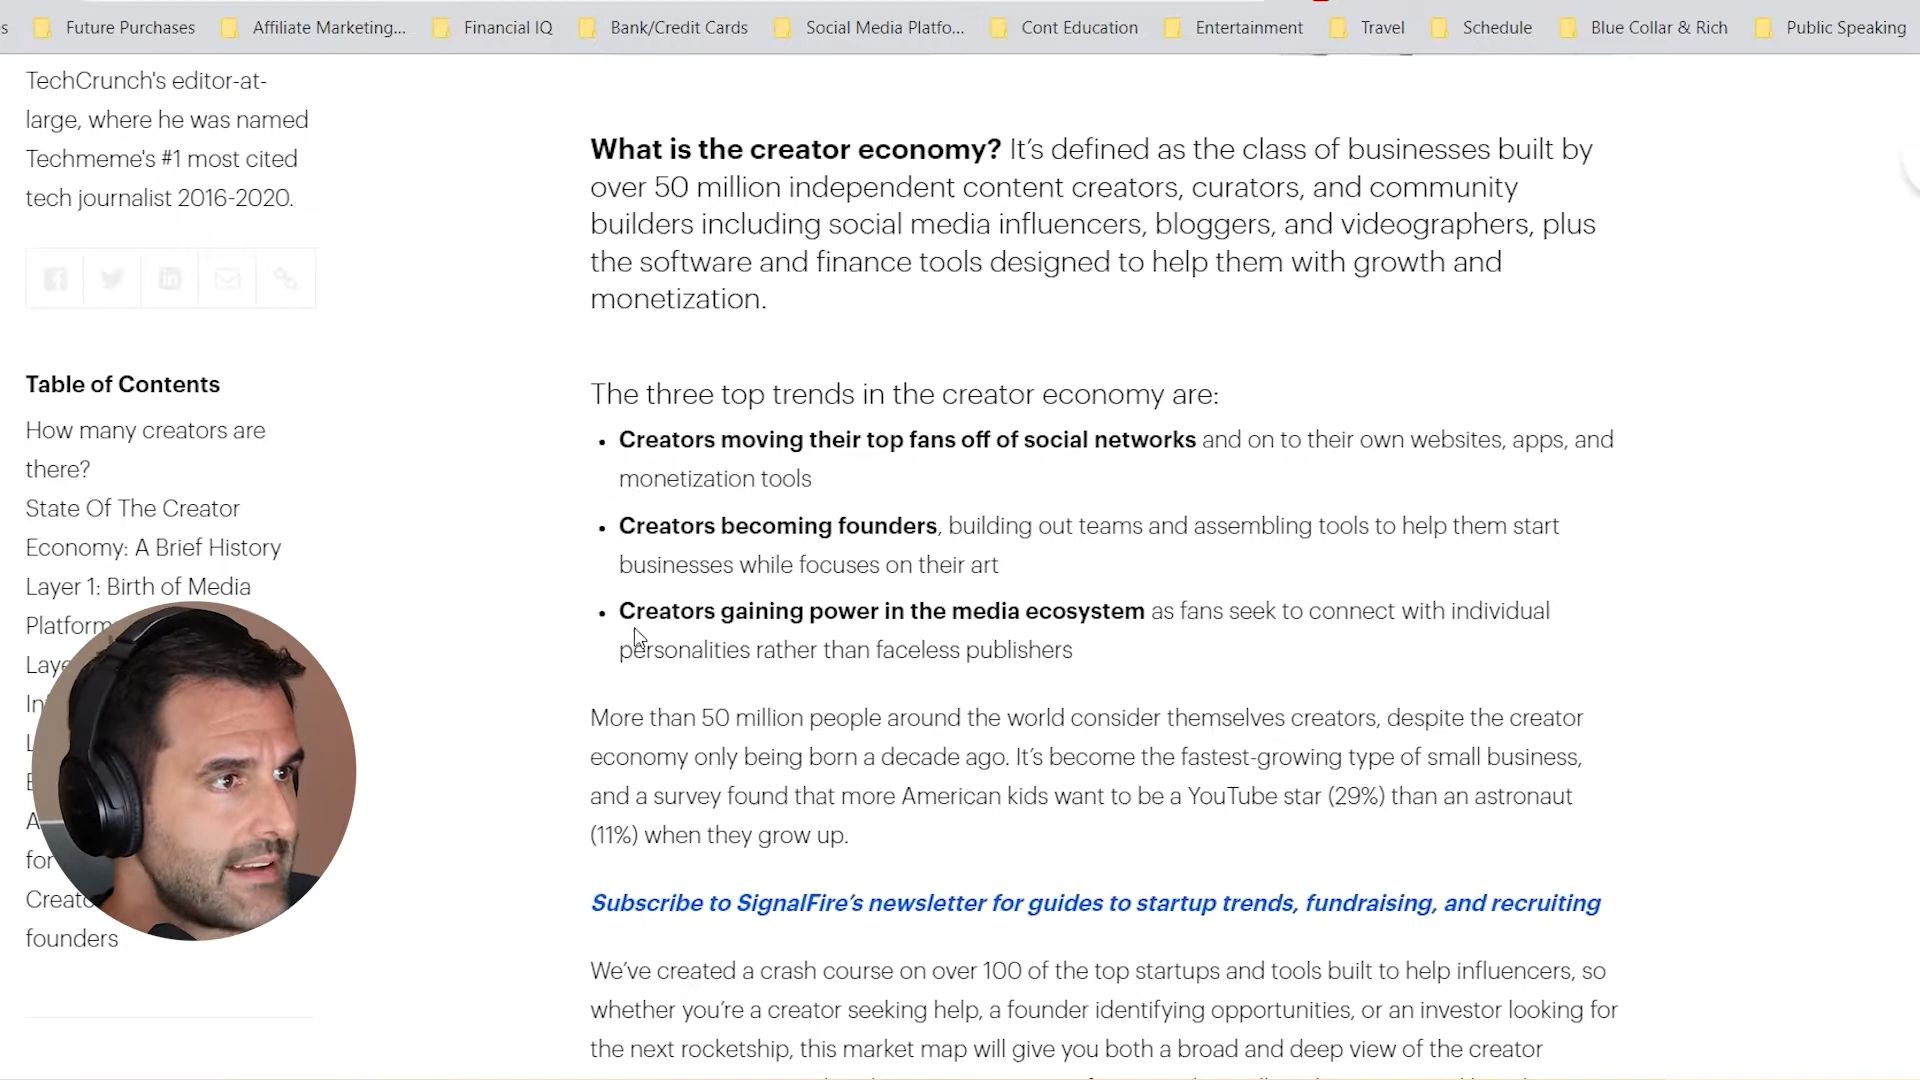 s Future Purchases Affiliate Marketing... Financial IQ Bank/Credit Cards Social Media Platfo... Cont Education Entertainment Travel Schedule Blue Collar & Rich Public Speaking
TechCrunch's editor-at-
large, where he was named
Techmeme's #1 most cited
tech journalist 2016-2020.
Table of Contents
How many creators are
there?
State Of The Creator
Economy: A Brief History
Layer 1: Birth of Media
Platform
Laye
In
L
E
A
for
Creato
founders
What is the creator economy? It's defined as the class of businesses built by
over 50 million independent content creators, curators, and community
builders including social media influencers, bloggers, and videographers, plus
the software and finance tools designed to help them with growth and
monetization.
The three top trends in the creator economy are:
• Creators moving their top fans off of social networks and on to their own websites, apps, and
monetization tools
• Creators becoming founders, building out teams and assembling tools to help them start
businesses while focuses on their art
• Creators gaining power in the media ecosystem as fans seek to connect with individual
personalities rather than faceless publishers
More than 50 million people around the world consider themselves creators, despite the creator
economy only being born a decade ago. It's become the fastest-growing type of small business,
and a survey found that more American kids want to be a YouTube star (29%) than an astronaut
(11%) when they grow up.
Subscribe to SignalFire's newsletter for guides to startup trends, fundraising, and recruiting
We've created a crash course on over 100 of the top startups and tools built to help influencers, so
whether you're a creator seeking help, a founder identifying opportunities, or an investor looking for
the next rocketship, this market map will give you both a broad and deep view of the creator